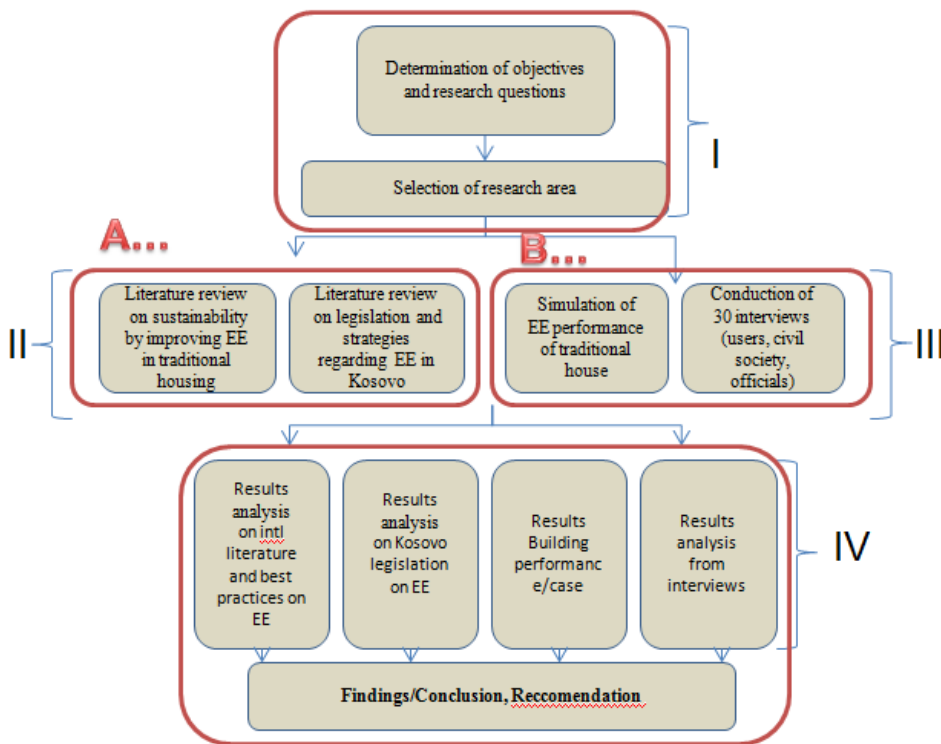 Determination of objectives
and research questions
I
Selection of research area
A...
B...
II
Literature review
on sustainability
by improving EE
in traditional
housing
Literature review
on legislation and
strategies
regarding EE in
Kosovo
Simulation of
EE performance
of traditional
house
Conduction of
30 interviews
(users, civil
society,
officials)
III
Results
analysis
on intl
literature
and best
practices on
EE
Results
analysis
on Kosovo
legislation
on EE
Results
Building
performanc
e/case
Results
analysis
from
interviews
IV
Findings/Conclusion, Reccomendation